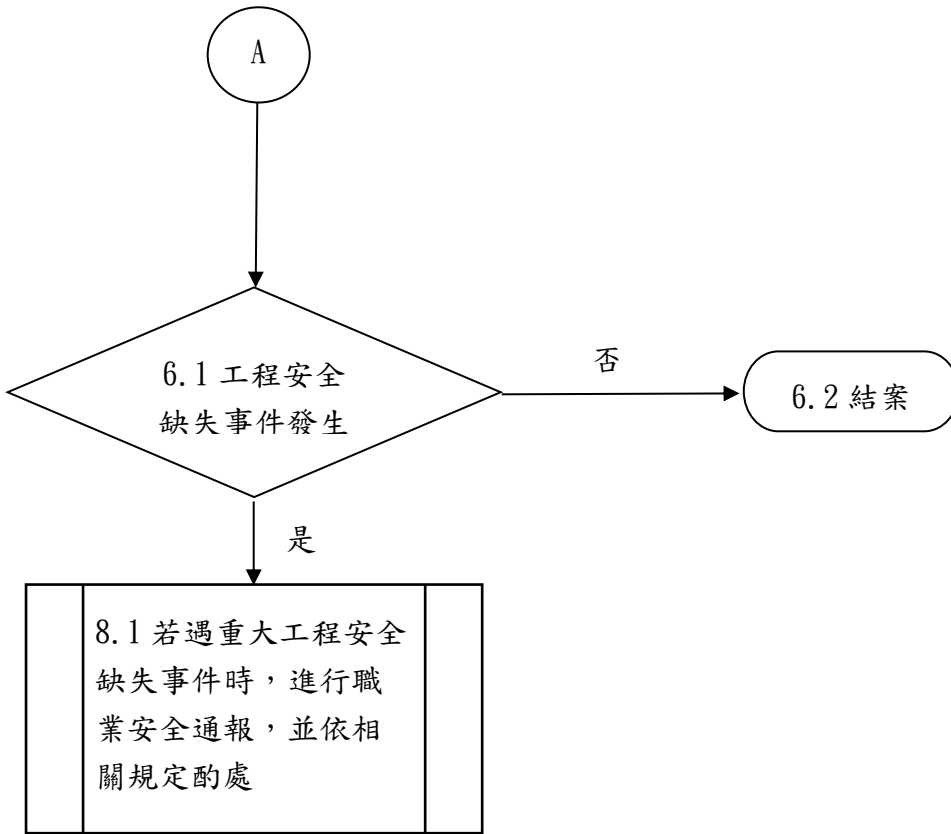 A
6.1 工程安全
缺失事件發生
否
6.2 結案
是
8.1 若遇重大工程安全
缺失事件時，進行職
業安全通報，並依相
關規定酌處